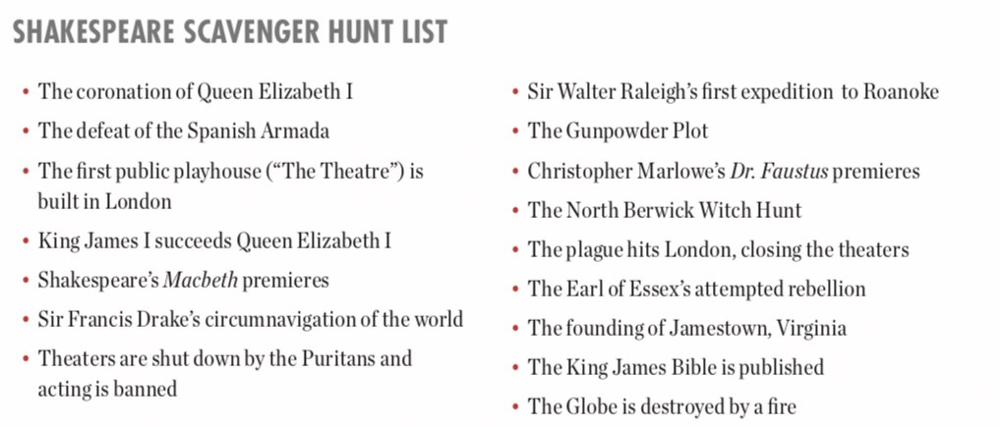 SHAKESPEARE SCAVENGER HUNT LIST
• The coronation of Queen Elizabeth I
• The defeat of the Spanish Armada
• The first public playhouse (“The Theatre”) is
built in London
• King James I succeeds Queen Elizabeth I
• Shakespeare’s Macbeth premieres
• Sir Francis Drake’s circumnavigation of the world
• Theaters are shut down by the Puritans and
acting is banned
• Sir Walter Raleigh’s first expedition to Roanoke
• The Gunpowder Plot
• Christopher Marlowe’s Dr. Faustus premieres
• The North Berwick Witch Hunt
• The plague hits London, closing the theaters
• The Earl of Essex’s attempted rebellion
• The founding of Jamestown, Virginia
• The King James Bible is published
• The Globe is destroyed by a fire